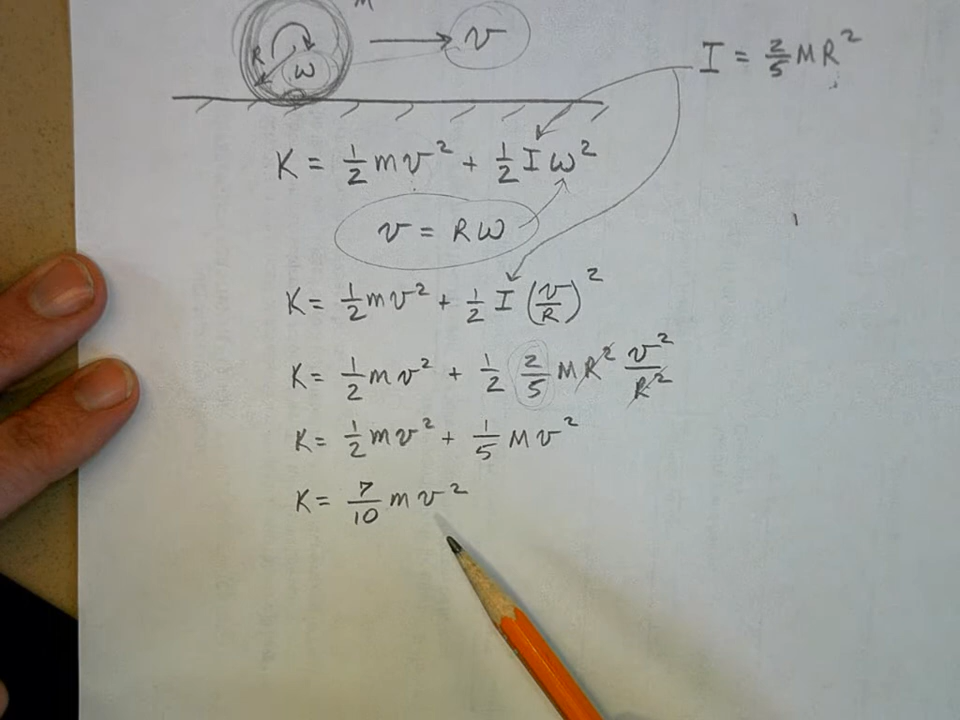 M
R
ω
v
I = 2/5 MR²
K = 1/2 mv² + 1/2 I ω²
v = Rω
K = 1/2 mv² + 1/2 I (v/R)²
K = 1/2 mv² + 1/2 2/5 MR² v²/R²
K = 1/2 mv² + 1/5 Mv²
K = 7/10 mv²